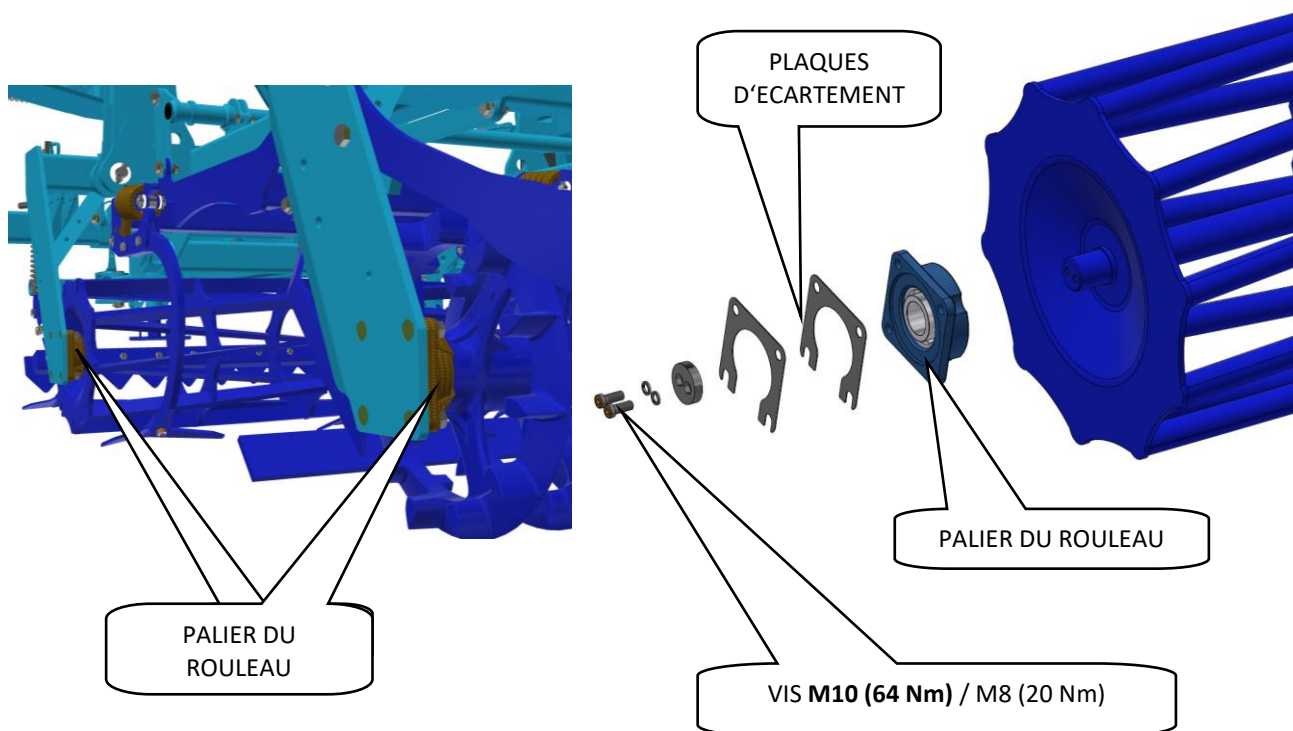 PLAQUES
D‘ECARTEMENT
PALIER DU ROULEAU
PALIER DU
ROULEAU
VIS M10 (64 Nm) / M8 (20 Nm)